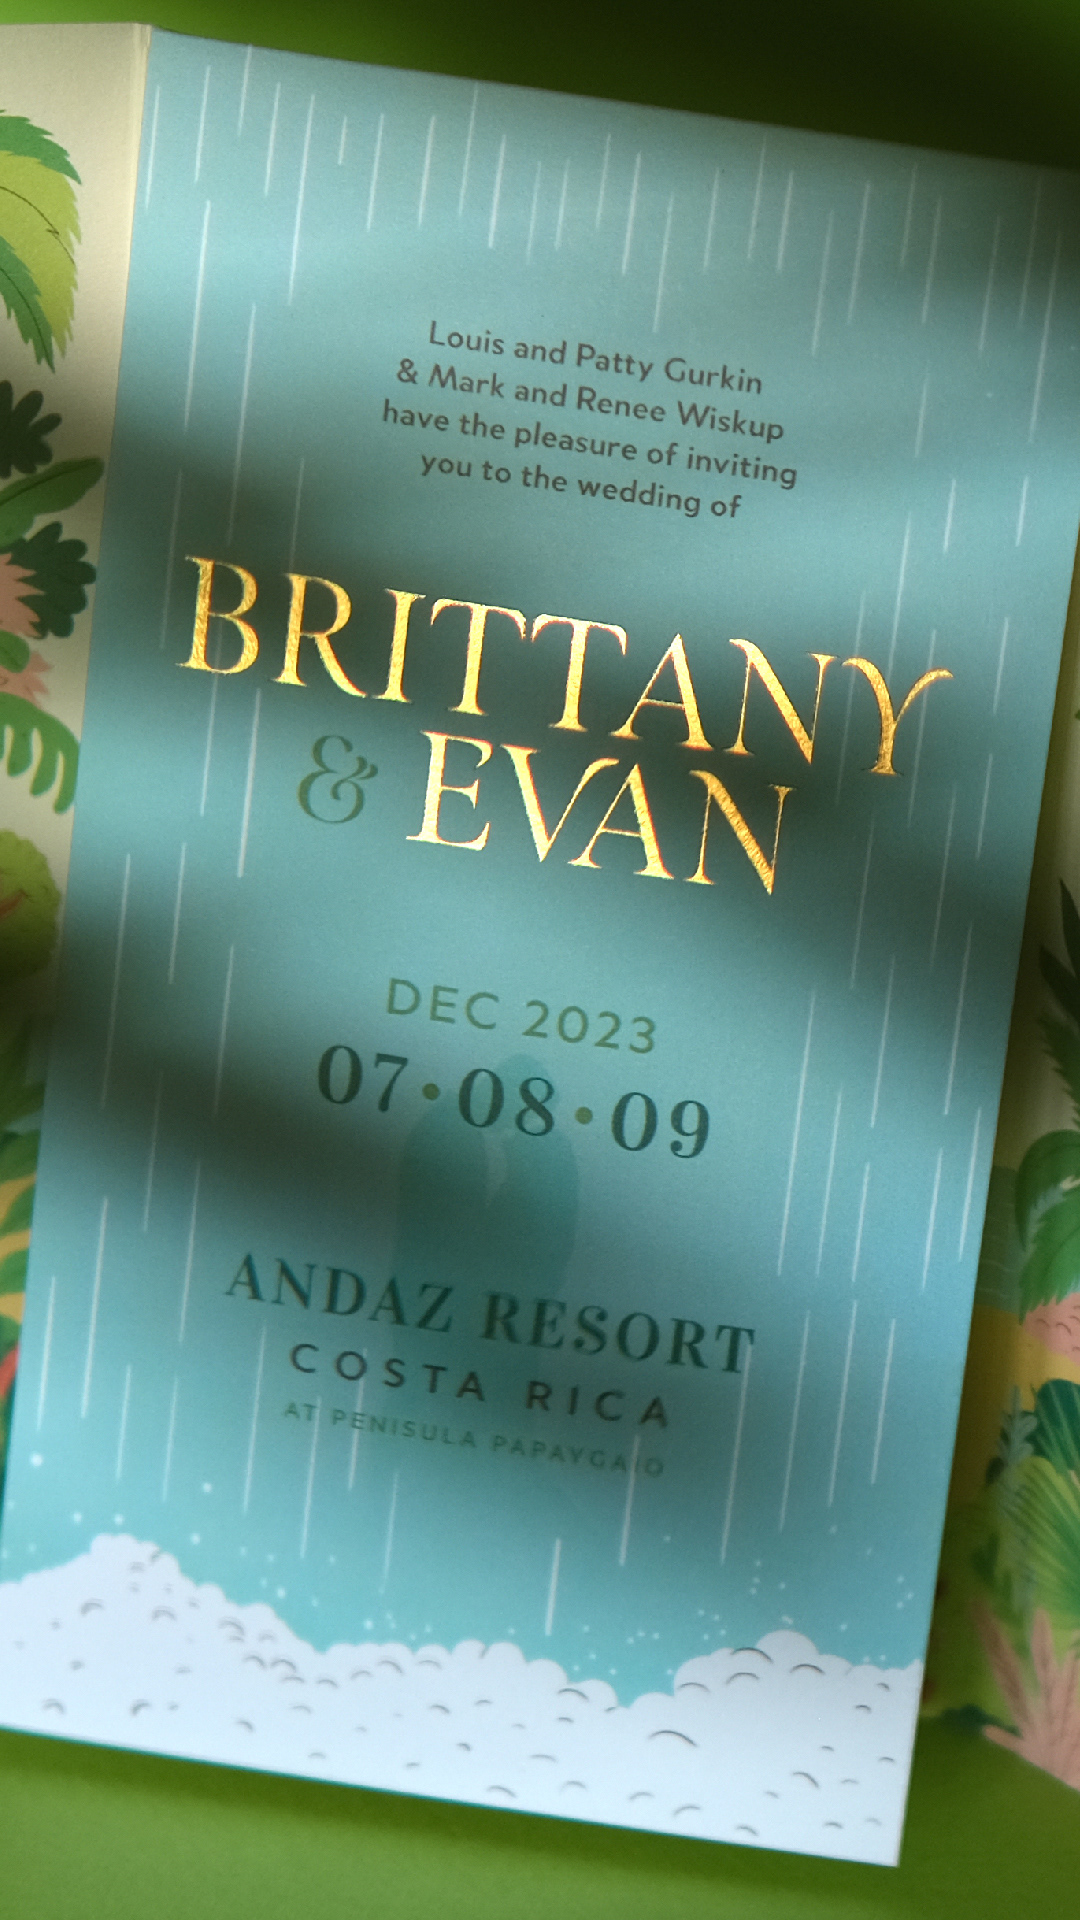 Louis and Patty Gurkin
& Mark and Renee Wiskup
have the pleasure of inviting
you to the wedding of
BRITTANY
& EVAN
DEC 2023
07•08•09
ANDAZ RESORT
COSTA RICA
AT PENISULA PAPAYGAIO